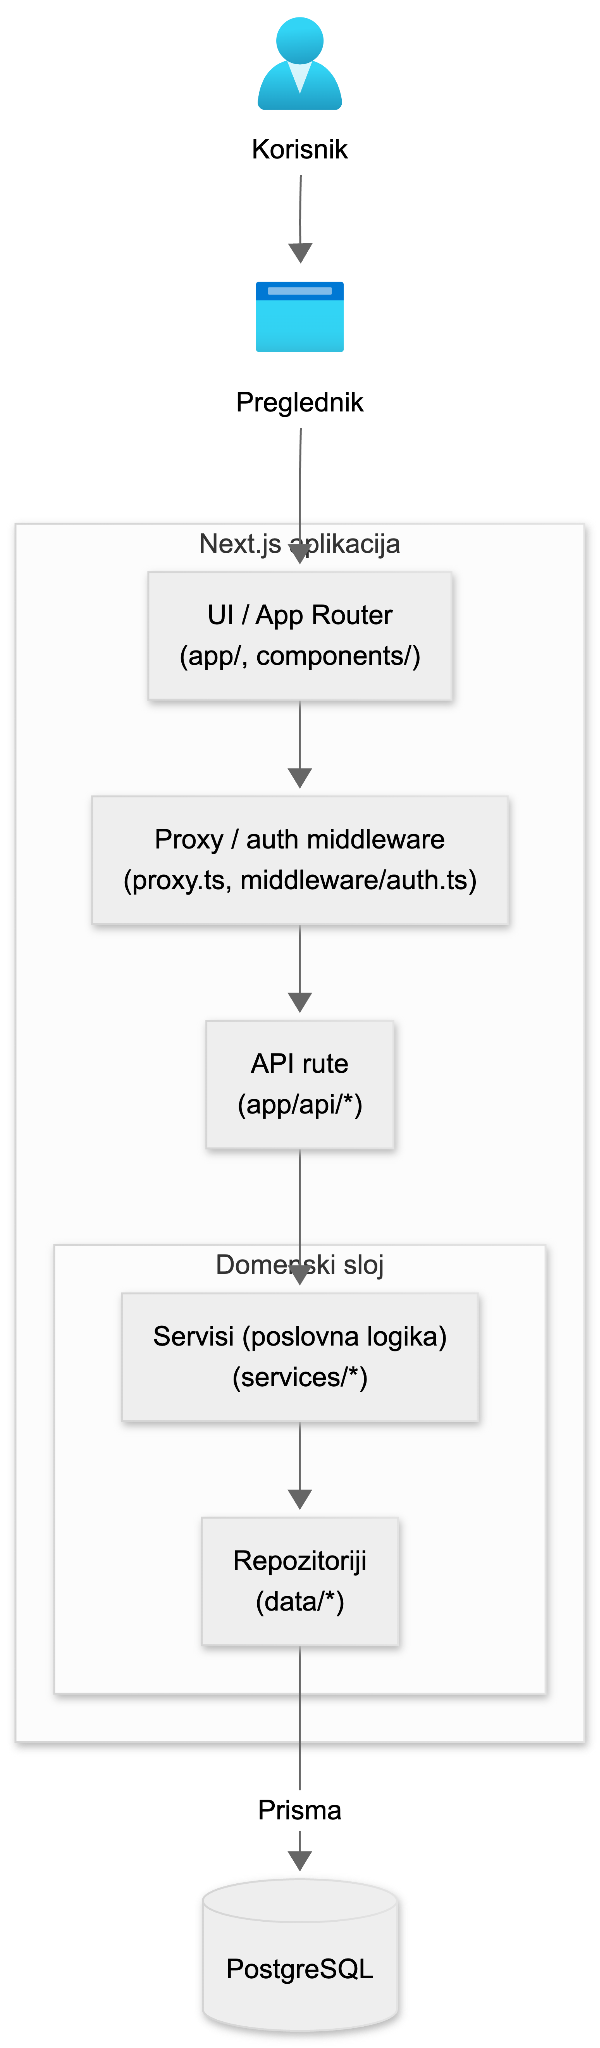 Korisnik
Preglednik
Next.js aplikacija
UI / App Router
(app/, components/)
Proxy / auth middleware
(proxy.ts, middleware/auth.ts)
API rute
(app/api/*)
Domenski sloj
Servisi (poslovna logika)
(services/*)
Repozitoriji
(data/*)
Prisma
PostgreSQL